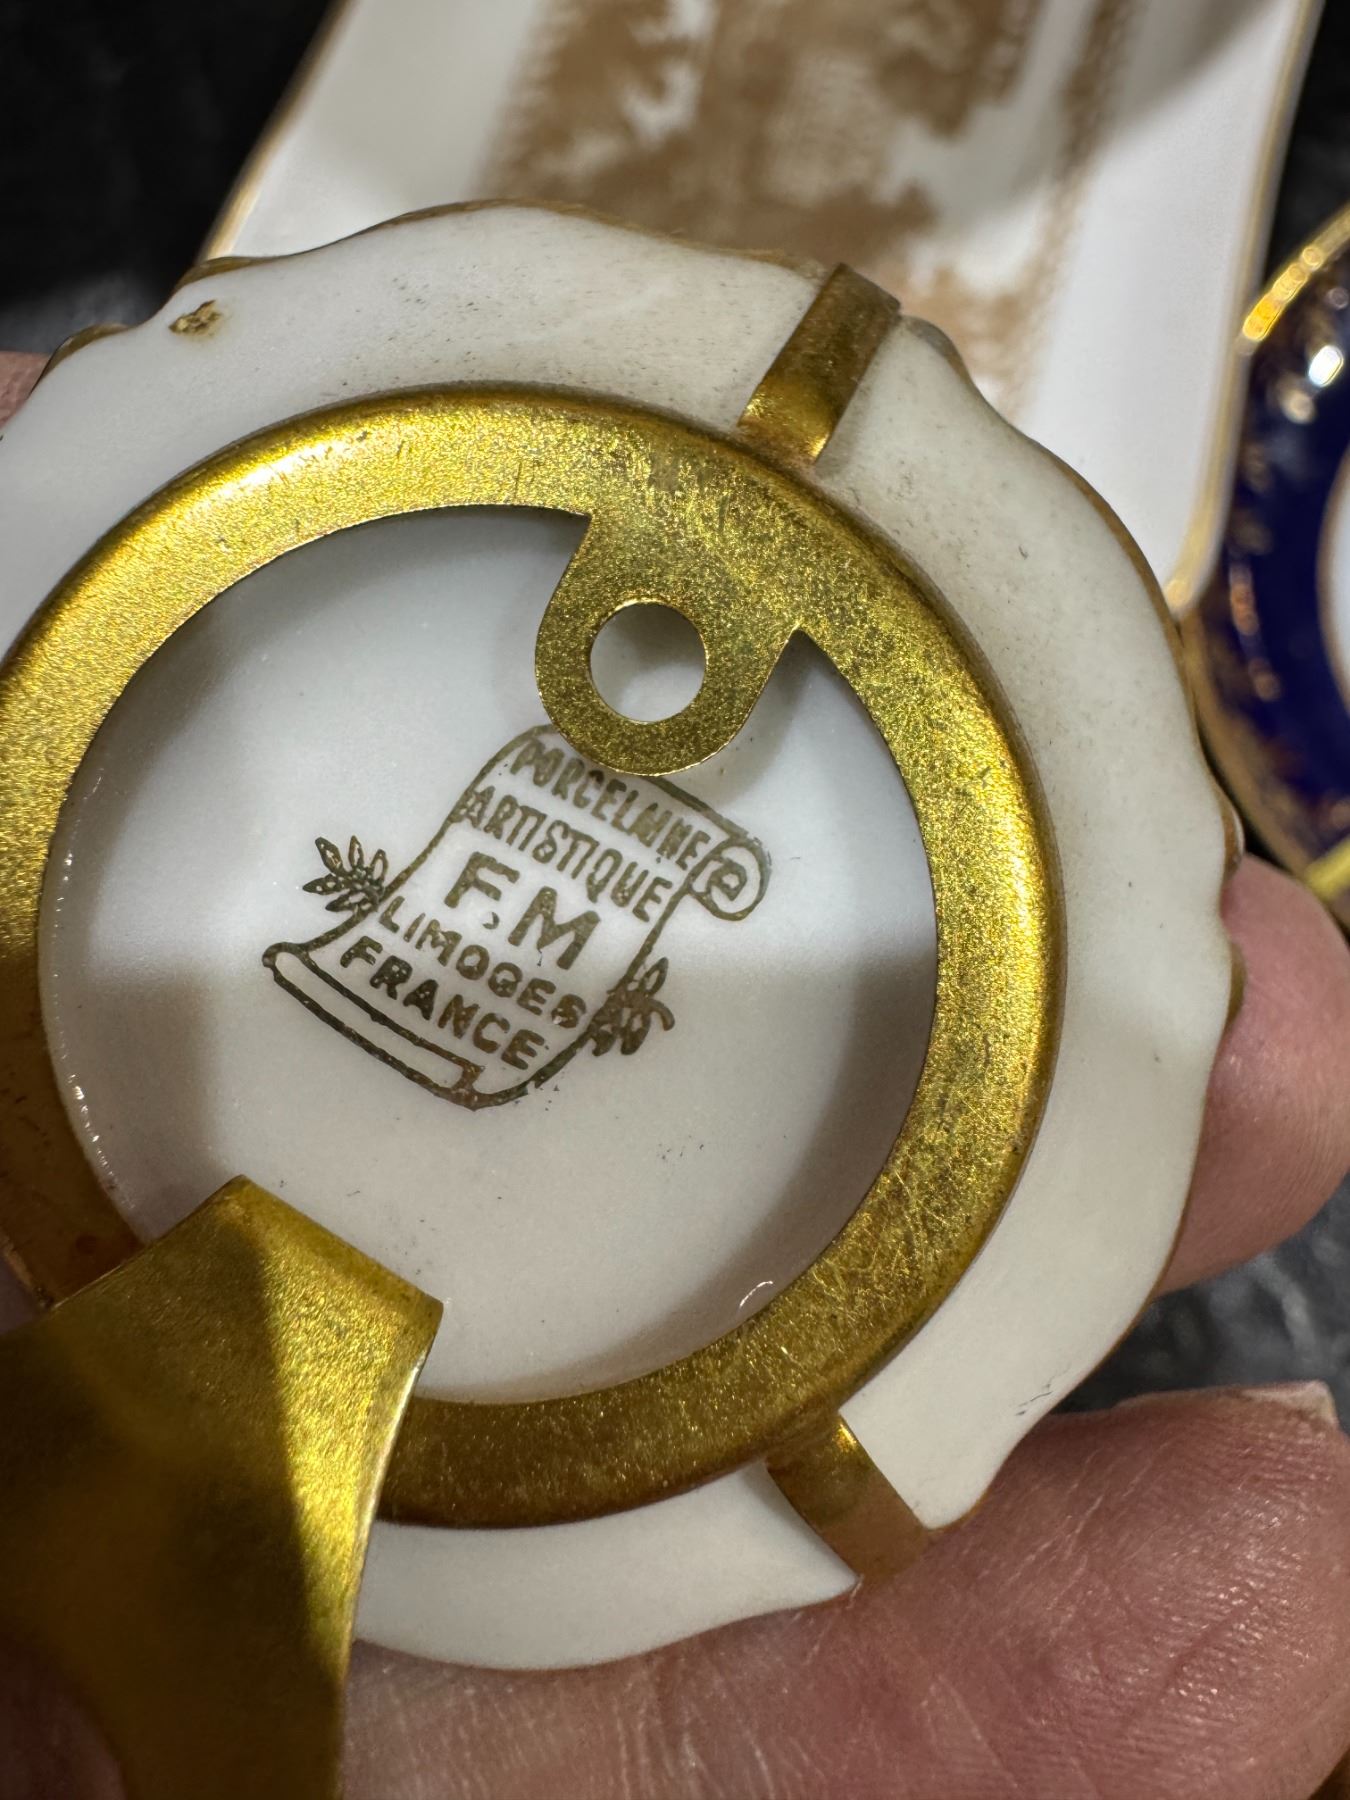 PORCELAINE
ARTISTIQUE
F.M
LIMOGES
FRANCE